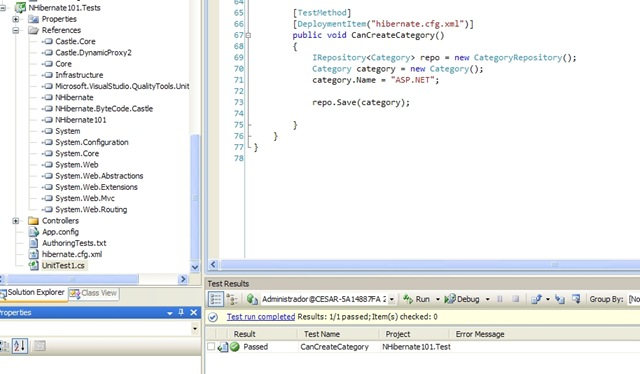 NHibernate101.Tests
Properties
References
Castle.Core
Castle.DynamicProxy2
Core
Infrastructure
Microsoft.VisualStudio.QualityTools.Unit
NHibernate
NHibernate.ByteCode.Castle
NHibernate101
System
System.Configuration
System.Core
System.Web
System.Web.Abstractions
System.Web.Extensions
System.Web.Mvc
System.Web.Routing
Controllers
App.config
AuthoringTests.txt
hibernate.cfg.xml
UnitTest1.cs
Solution Explorer Class View
Properties
64
65 [TestMethod]
66 [DeploymentItem("hibernate.cfg.xml")]
67 public void CanCreateCategory()
68 {
69 IRepository<Category> repo = new CategoryRepository();
70 Category category = new Category();
71 category.Name = "ASP.NET";
72
73 repo.Save(category);
74
75 }
76 }
77 }
78
Test Results
Administrador@CESAR-5A14887FA 2 Run Debug Group By: [No
Test run completed Results: 1/1 passed;Item(s) checked: 0
Result Test Name Project Error Message
Passed CanCreateCategory NHibernate101.Test